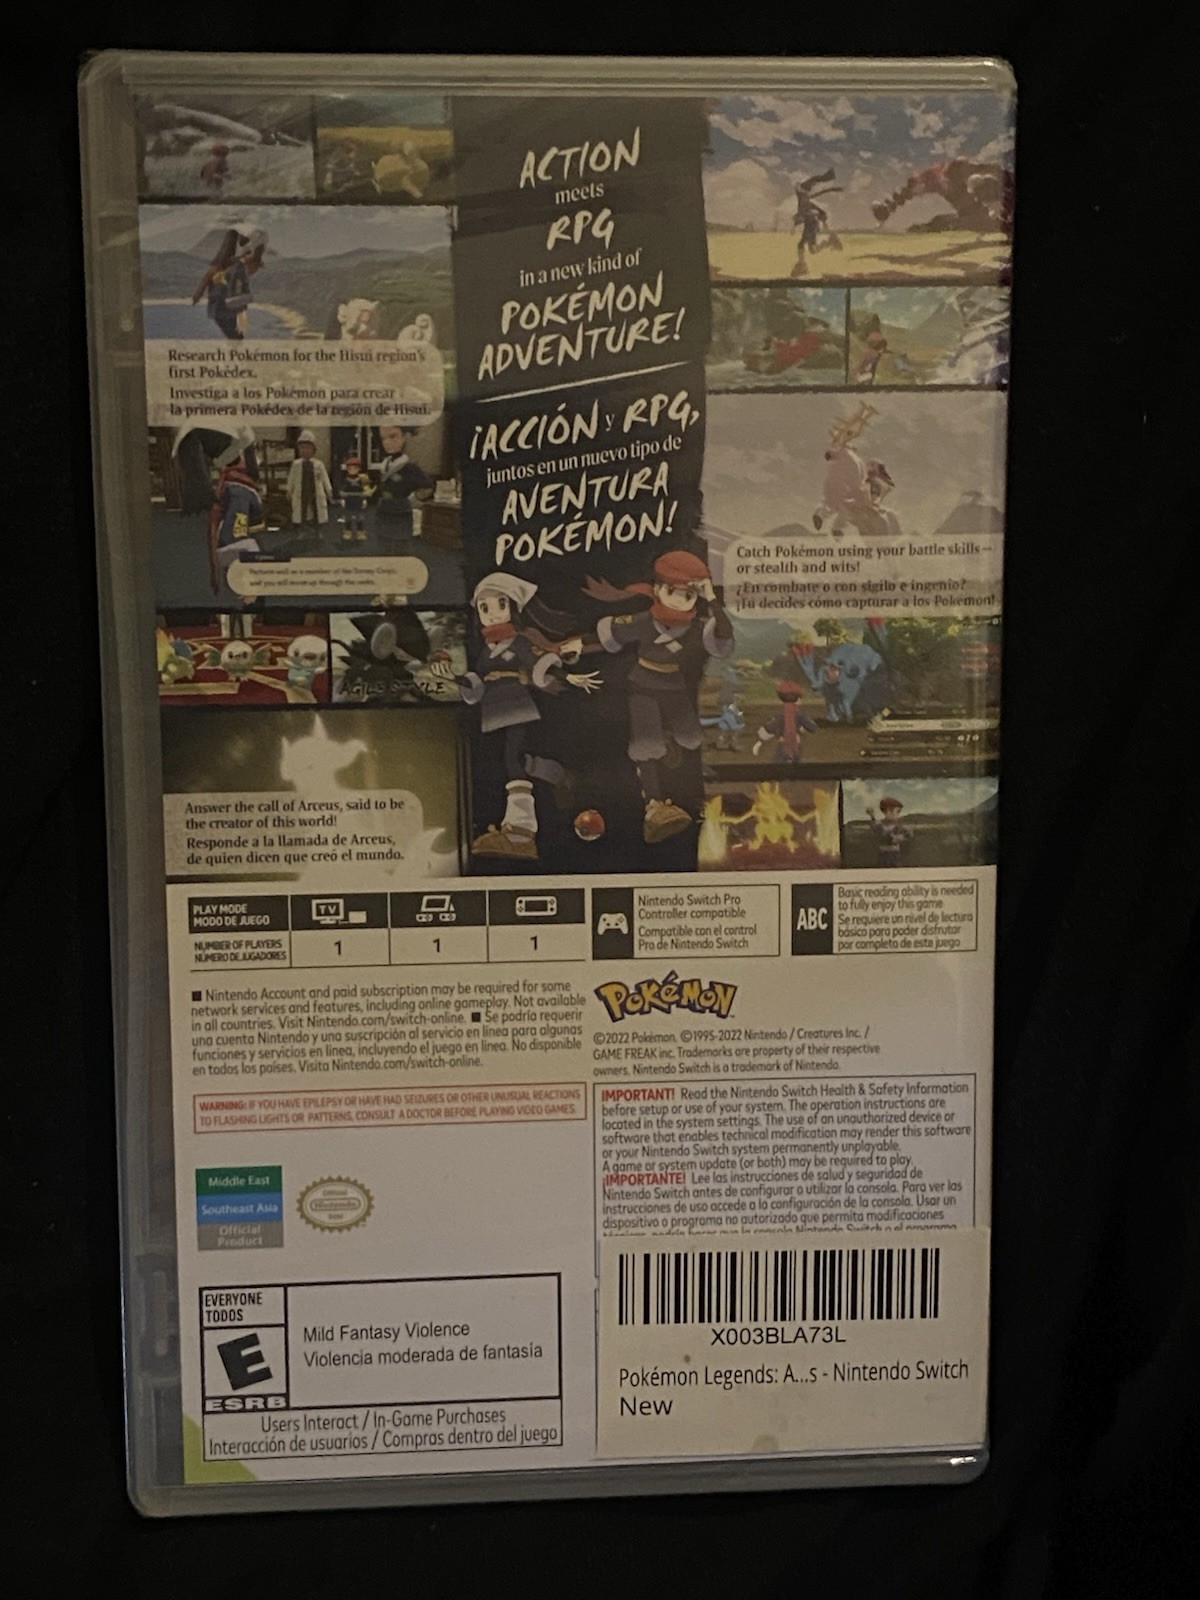 ACTION
meets
RPG
in a new kind of
POKÉMON
ADVENTURE!
¡ACCIÓN y RPG,
juntos en un nuevo tipo de
AVENTURA
POKÉMON!
Research Pokémon for the Hisui region's
first Pokédex.
Investiga a los Pokémon para crear
la primera Pokédex de la región de Hisui.
AGILE STYLE
Answer the call of Arceus, said to be
the creator of this world!
Responde a la llamada de Arceus,
de quien dicen que creó el mundo.
Catch Pokémon using your battle skills—
or stealth and wits!
¿En combate o con sigilo e ingenio?
¡Tú decides cómo capturar a los Pokémon!
PLAY MODE
MODO DE JUEGO
TV
NUMBER OF PLAYERS
NÚMERO DE JUGADORES
1
1
1
Nintendo Switch Pro
Controller compatible
Compatible con el control
Pro de Nintendo Switch
ABC
Basic reading ability is needed
to fully enjoy this game
Se requiere un nivel de lectura
básico para poder disfrutar
por completo de este juego
■ Nintendo Account and paid subscription may be required for some
network services and features, including online gameplay. Not available
in all countries. Visit Nintendo.com/switch-online. ■ Se podría requerir
una cuenta Nintendo y una suscripción al servicio en línea para algunas
funciones y servicios en línea, incluyendo el juego en línea. No disponible
en todos los países. Visita Nintendo.com/switch-online.
POKéMON
©2022 Pokémon. ©1995-2022 Nintendo / Creatures Inc. /
GAME FREAK inc. Trademarks are property of their respective
owners. Nintendo Switch is a trademark of Nintendo.
WARNING: IF YOU HAVE EPILEPSY OR HAVE HAD SEIZURES OR OTHER UNUSUAL REACTIONS
TO FLASHING LIGHTS OR PATTERNS, CONSULT A DOCTOR BEFORE PLAYING VIDEO GAMES.
IMPORTANT! Read the Nintendo Switch Health & Safety Information
before setup or use of your system. The operation instructions are
located in the system settings. The use of an unauthorized device or
software that enables technical modification may render this software
or your Nintendo Switch system permanently unplayable.
A game or system update (or both) may be required to play.
¡IMPORTANTE! Lee las instrucciones de salud y seguridad de
Nintendo Switch antes de configurar o utilizar la consola. Para ver las
instrucciones de uso accede a la configuración de la consola. Usar un
dispositivo o programa no autorizado que permita modificaciones
Middle East
Southeast Asia
Official
Product
Official
Nintendo
Seal
EVERYONE
TODOS
E
ESRB
Mild Fantasy Violence
Violencia moderada de fantasía
Users Interact / In-Game Purchases
Interacción de usuarios / Compras dentro del juego
X003BLA73L
Pokémon Legends: A...s - Nintendo Switch
New